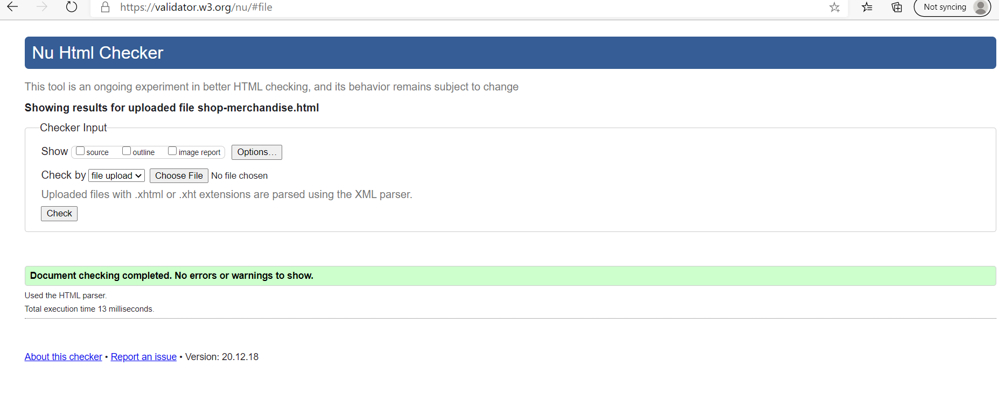 https://validator.w3.org/nu/#file
Not syncing
Nu Html Checker
This tool is an ongoing experiment in better HTML checking, and its behavior remains subject to change
Showing results for uploaded file shop-merchandise.html
Checker Input
Show source outline image report Options...
Check by file upload Choose File No file chosen
Uploaded files with .xhtml or .xht extensions are parsed using the XML parser.
Check
Document checking completed. No errors or warnings to show.
Used the HTML parser.
Total execution time 13 milliseconds.
About this checker • Report an issue • Version: 20.12.18